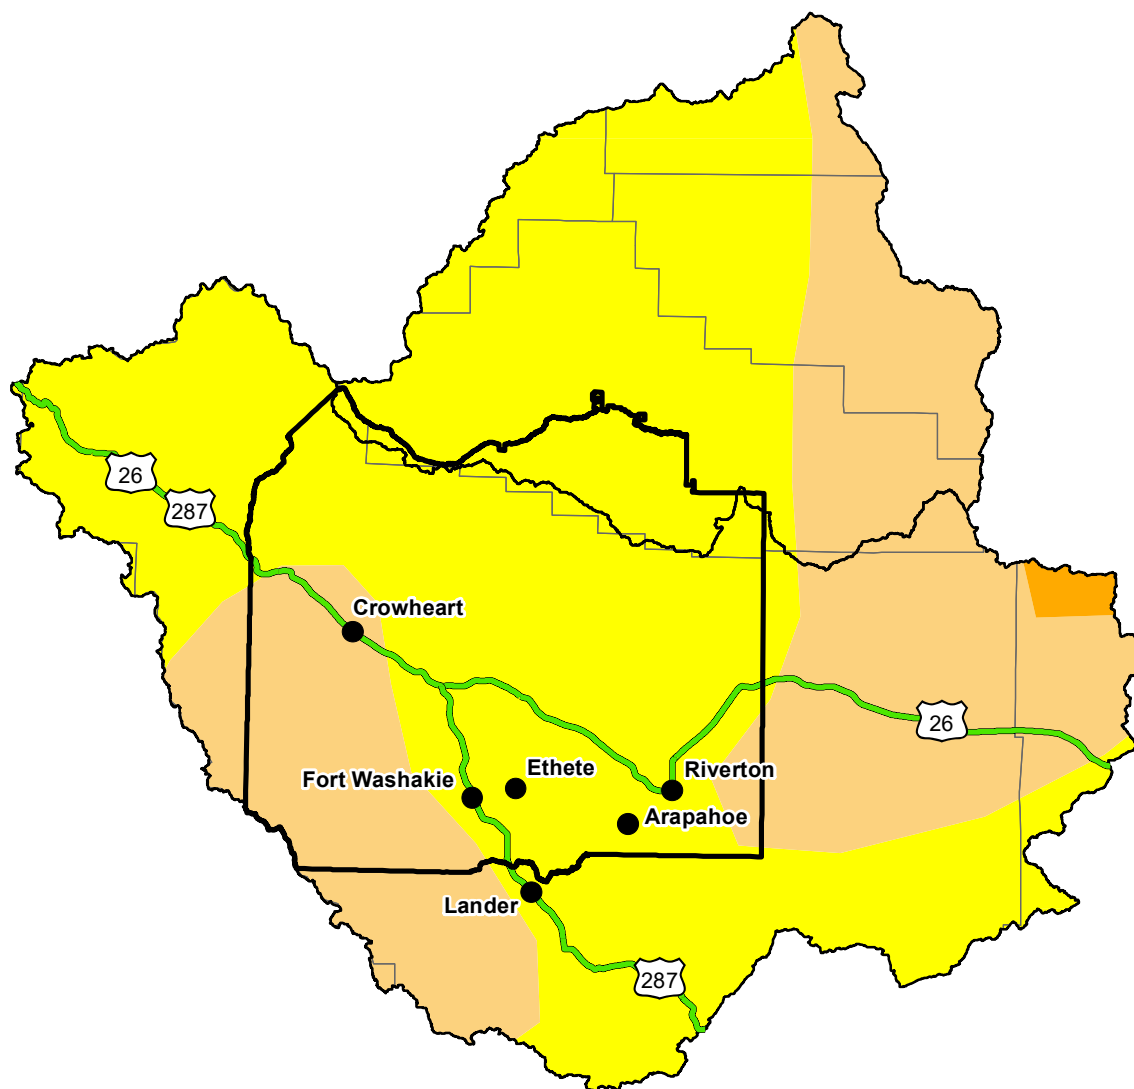 26
287
Crowheart
26
Ethete
Riverton
Fort Washakie
Arapahoe
Lander
287